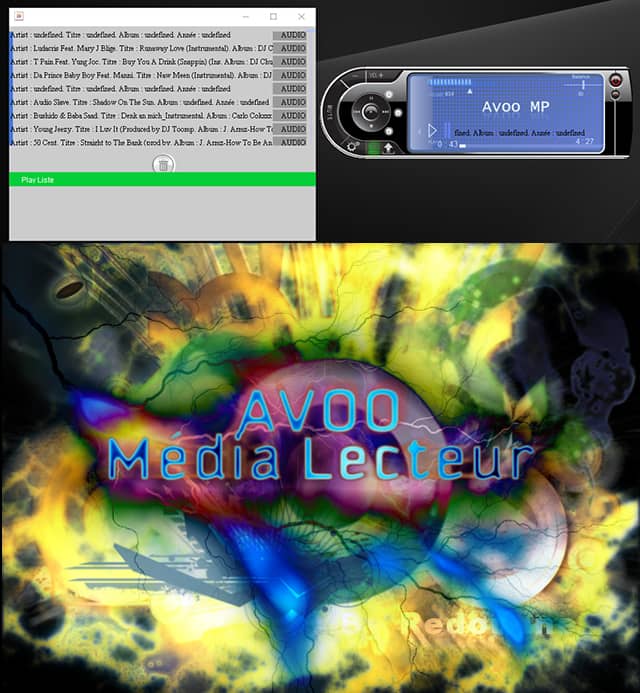 Artist : undefined. Titre : undefined. Album : undefined. Année : undefined AUDIO
Artist : Ludacris Feat. Mary J Blige. Titre : Runaway Love (Instrumental). Album : DJ C AUDIO
Artist : T Pain Feat. Yung Joc. Titre : Buy You A Drink (Snappin) (Ins. Album : DJ Chu AUDIO
Artist : Da Prince Baby Boy Feat. Manni. Titre : Naw Meen (Instrumental). Album : DJ AUDIO
Artist : undefined. Titre : undefined. Album : undefined. Année : undefined AUDIO
Artist : Audio Slave. Titre : Shadow On The Sun. Album : undefined. Année : undefined AUDIO
Artist : Bushido & Baba Saad. Titre : Denk an mich_Instrumental. Album : Carlo Cokxxx AUDIO
Artist : Young Jeezy. Titre : I Luv It (Produced by DJ Toomp. Album : J. Armz-How To AUDIO
Artist : 50 Cent. Titre : Straight to The Bank (prod by. Album : J. Armz-How To Be An AUDIO
Play Liste
VOL
MUTE
Balance
Avoo MP
fined. Album : undefined. Année : undefined
0 : 43
4 : 27
AVOO
Média Lecteur